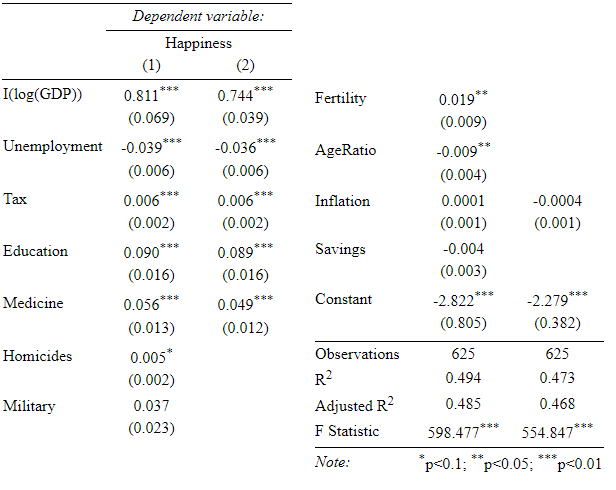 Dependent variable:
Happiness
(1) (2)
I(log(GDP)) 0.811*** 0.744***
(0.069) (0.039)
Unemployment -0.039*** -0.036***
(0.006) (0.006)
Tax 0.006*** 0.006***
(0.002) (0.002)
Education 0.090*** 0.089***
(0.016) (0.016)
Medicine 0.056*** 0.049***
(0.013) (0.012)
Homicides 0.005*
(0.002)
Military 0.037
(0.023)
Fertility 0.019**
(0.009)
AgeRatio -0.009**
(0.004)
Inflation 0.0001 -0.0004
(0.001) (0.001)
Savings -0.004
(0.003)
Constant -2.822*** -2.279***
(0.805) (0.382)
Observations 625 625
R2 0.494 0.473
Adjusted R2 0.485 0.468
F Statistic 598.477*** 554.847***
Note: *p<0.1; **p<0.05; ***p<0.01